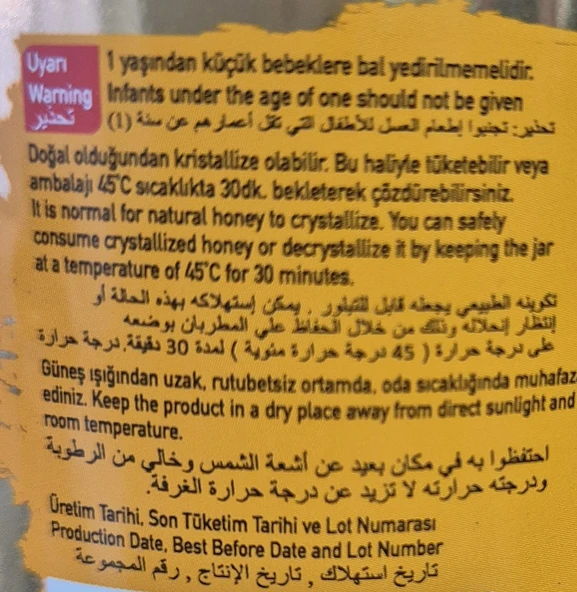 Uyarı
Warning
تحذير
1 yaşından küçük bebeklere bal yedirilmemelidir.
Infants under the age of one should not be given
تحذير: تجنبوا إطعام العسل للأطفال التي تقل أعمارهم عن سنة (1)
Doğal olduğundan kristallize olabilir. Bu haliyle tüketebilir veya
ambalajı 45°C sıcaklıkta 30dk. bekleterek çözdürebilirsiniz.
It is normal for natural honey to crystallize. You can safely
consume crystallized honey or decrystallize it by keeping the jar
at a temperature of 45°C for 30 minutes.
تكوينه الطبيعي يجعله قابل للتبلور . يمكن إستهلاكه بهذه الحالة أو
إنتظار إنحلاله وذلك من خلال الحفاظ علي المطربان بوضعه
على درجة حرارة ( 45 درجة حرارة مئوية ) لمدة 30 دقيقة.درجة حرارة
Güneş ışığından uzak, rutubetsiz ortamda, oda sıcaklığında muhafaz
ediniz. Keep the product in a dry place away from direct sunlight and
room temperature.
احتفظوا به في مكان بعيد عن أشعة الشمس وخالي من الرطوبة
ودرجته حرارته لا تزيد عن درجة حرارة الغرفة.
Üretim Tarihi, Son Tüketim Tarihi ve Lot Numarası
Production Date, Best Before Date and Lot Number
تاريخ استهلاك , تاريخ الإنتاج , رقم المجموعة